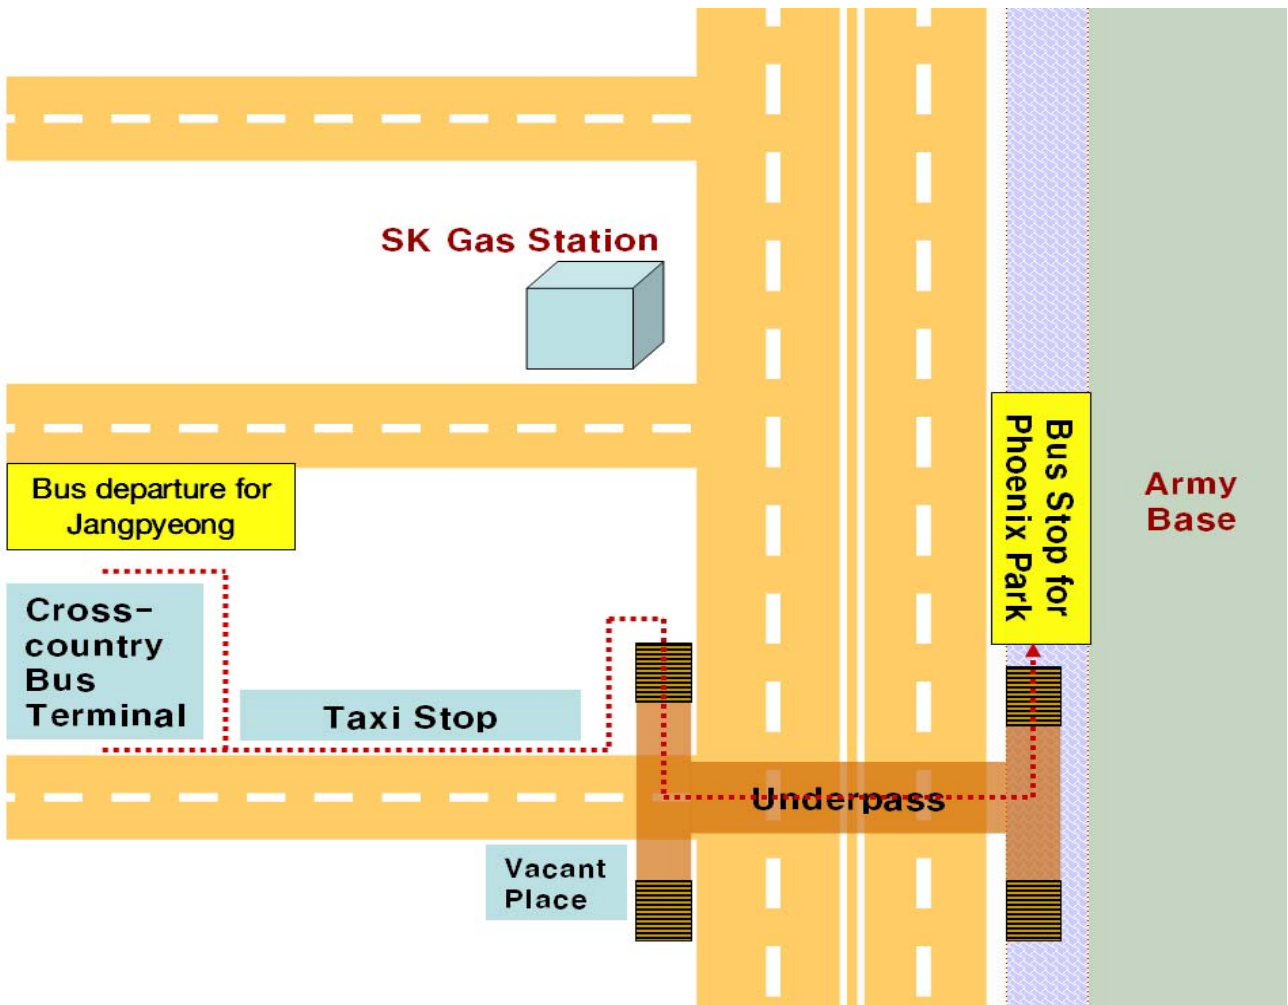 SK Gas Station
Bus departure for
Jangpyeong
Bus Stop for
Phoenix Park
Army
Base
Cross-
country
Bus
Terminal
Taxi Stop
Underpass
Vacant
Place